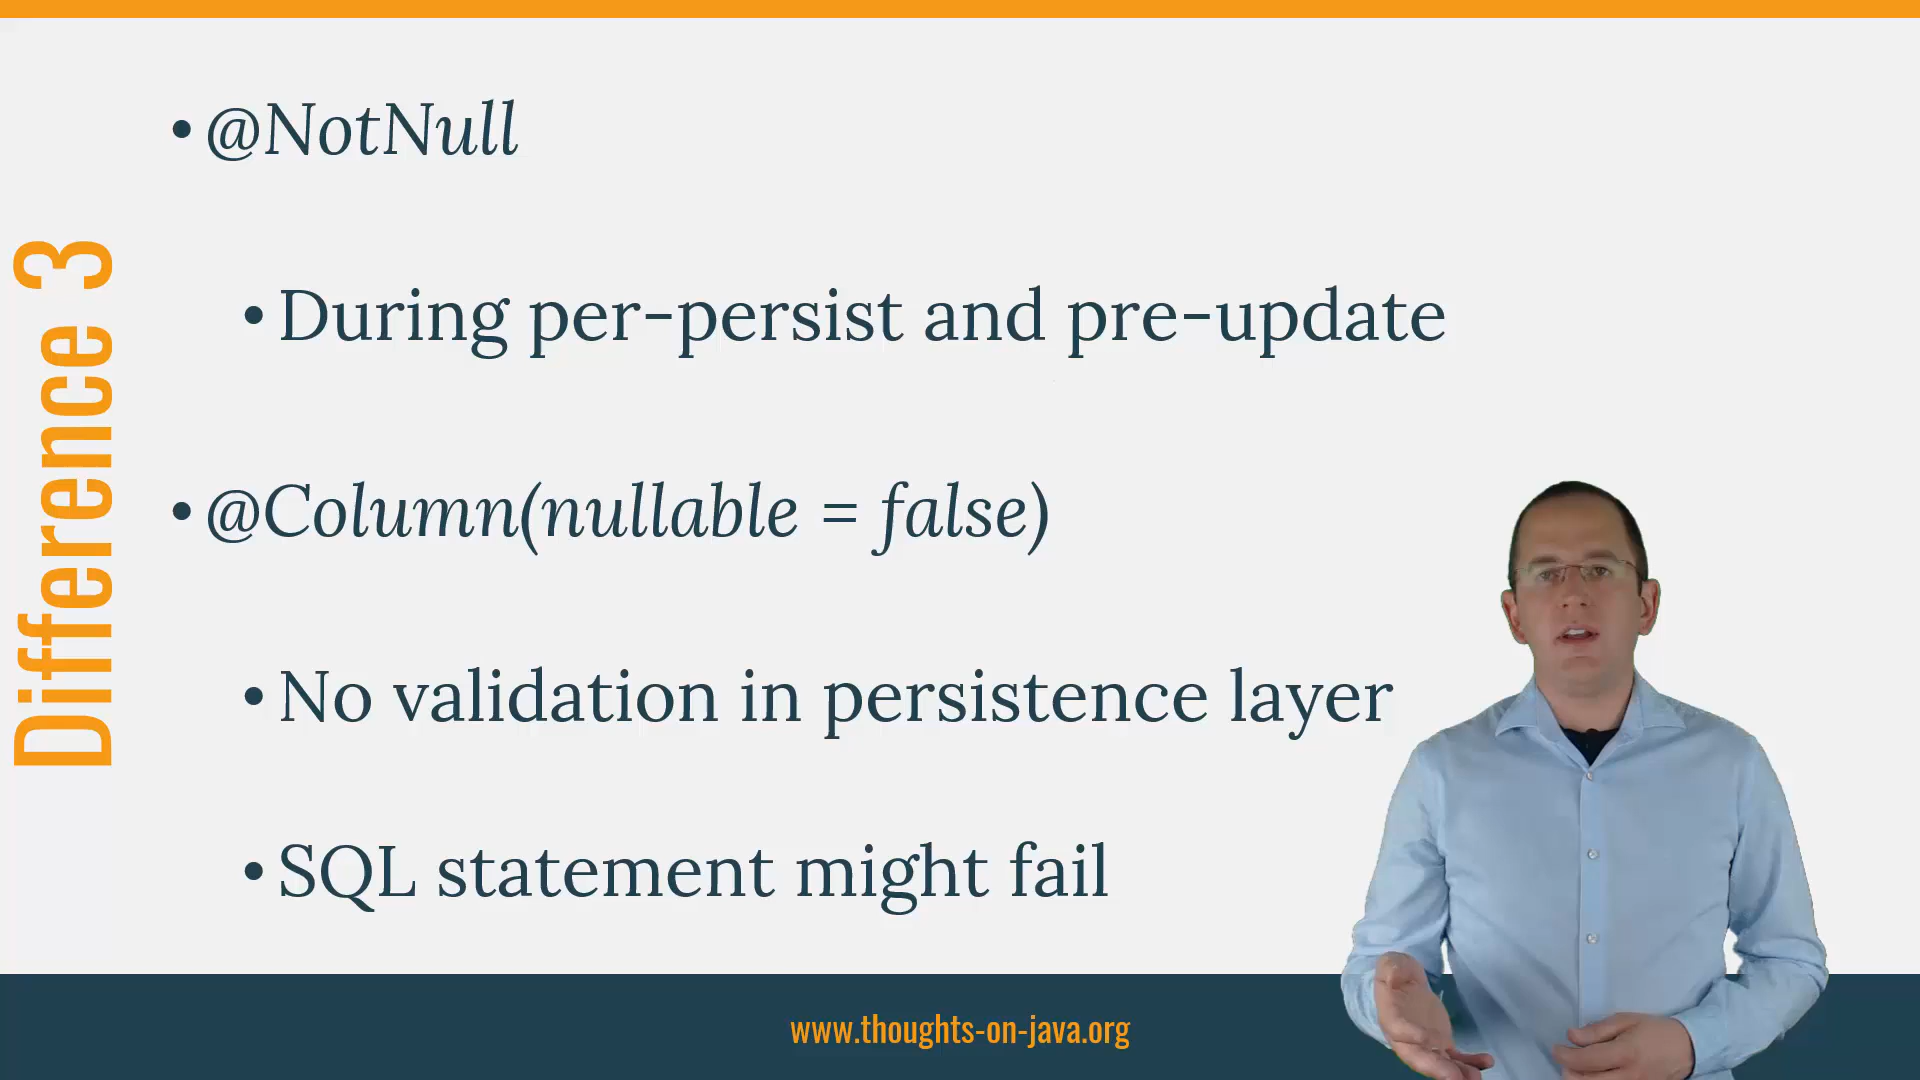 Difference 3
• @NotNull
• During per-persist and pre-update
• @Column(nullable = false)
• No validation in persistence layer
• SQL statement might fail
www.thoughts-on-java.org